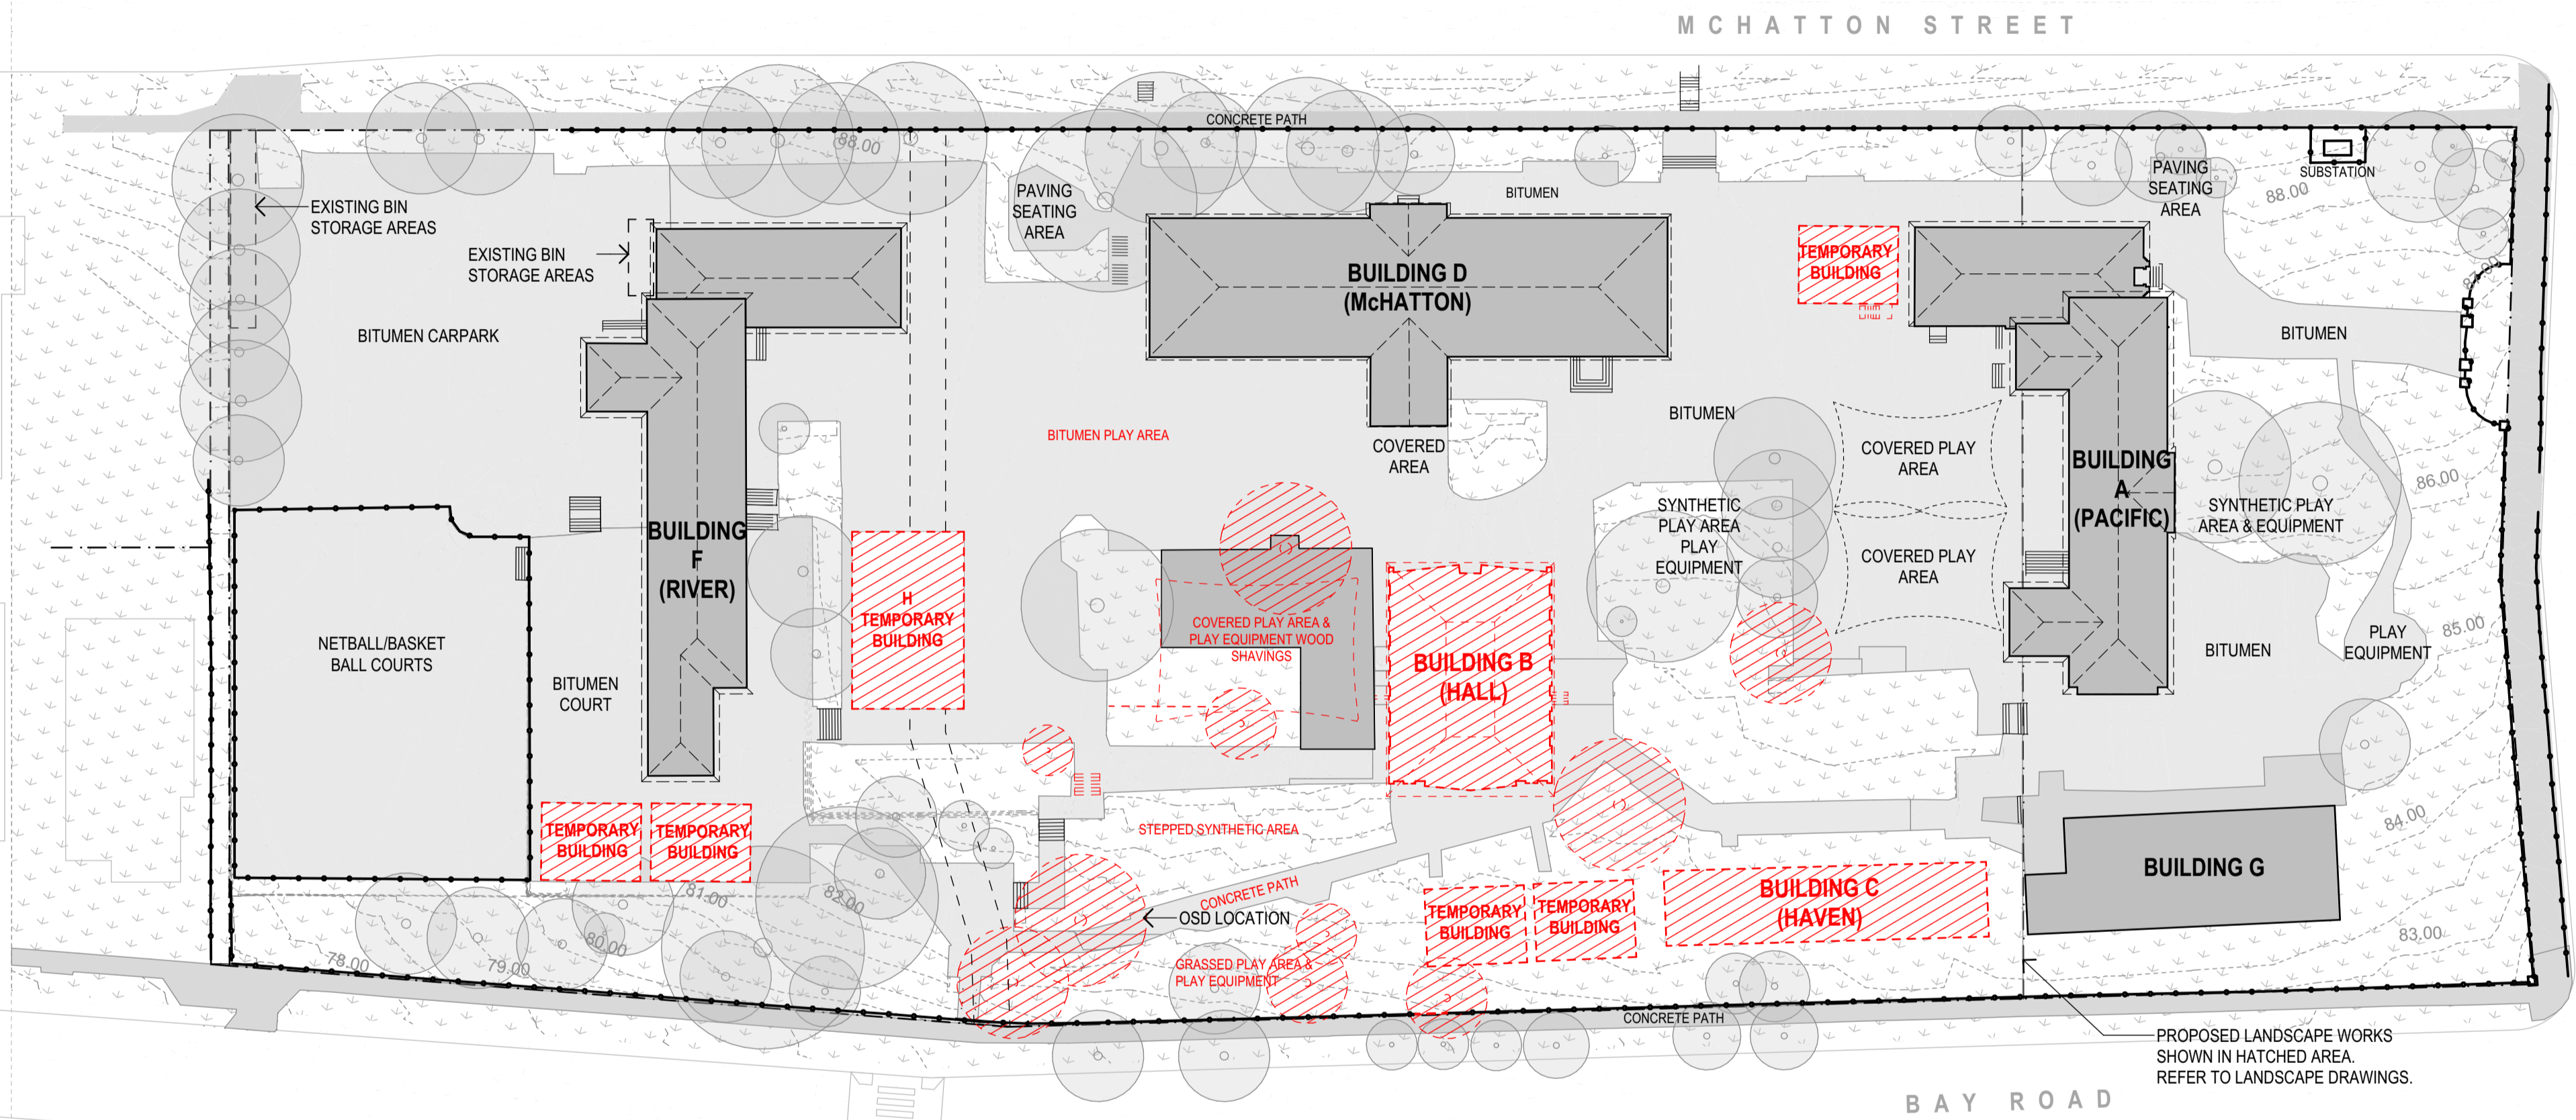 MCHATTON STREET
CONCRETE PATH
88.00
EXISTING BIN
STORAGE AREAS
EXISTING BIN
STORAGE AREAS
BITUMEN CARPARK
PAVING
SEATING
AREA
BITUMEN
BUILDING D
(McHATTON)
TEMPORARY
BUILDING
PAVING
SEATING
AREA
SUBSTATION
88.00
87.00
BITUMEN
BITUMEN PLAY AREA
COVERED
AREA
BITUMEN
COVERED PLAY
AREA
BUILDING
A
(PACIFIC)
86.00
SYNTHETIC
PLAY AREA
PLAY
EQUIPMENT
SYNTHETIC PLAY
AREA & EQUIPMENT
COVERED PLAY
AREA
BUILDING
F
(RIVER)
H
TEMPORARY
BUILDING
COVERED PLAY AREA &
PLAY EQUIPMENT WOOD
SHAVINGS
BUILDING B
(HALL)
NETBALL/BASKET
BALL COURTS
BITUMEN
COURT
BITUMEN
PLAY
EQUIPMENT
85.00
TEMPORARY
BUILDING
TEMPORARY
BUILDING
STEPPED SYNTHETIC AREA
84.00
BUILDING G
81.00
82.00
CONCRETE PATH
OSD LOCATION
TEMPORARY
BUILDING
TEMPORARY
BUILDING
BUILDING C
(HAVEN)
83.00
80.00
79.00
78.00
GRASSED PLAY AREA &
PLAY EQUIPMENT
CONCRETE PATH
PROPOSED LANDSCAPE WORKS
SHOWN IN HATCHED AREA.
REFER TO LANDSCAPE DRAWINGS.
BAY ROAD